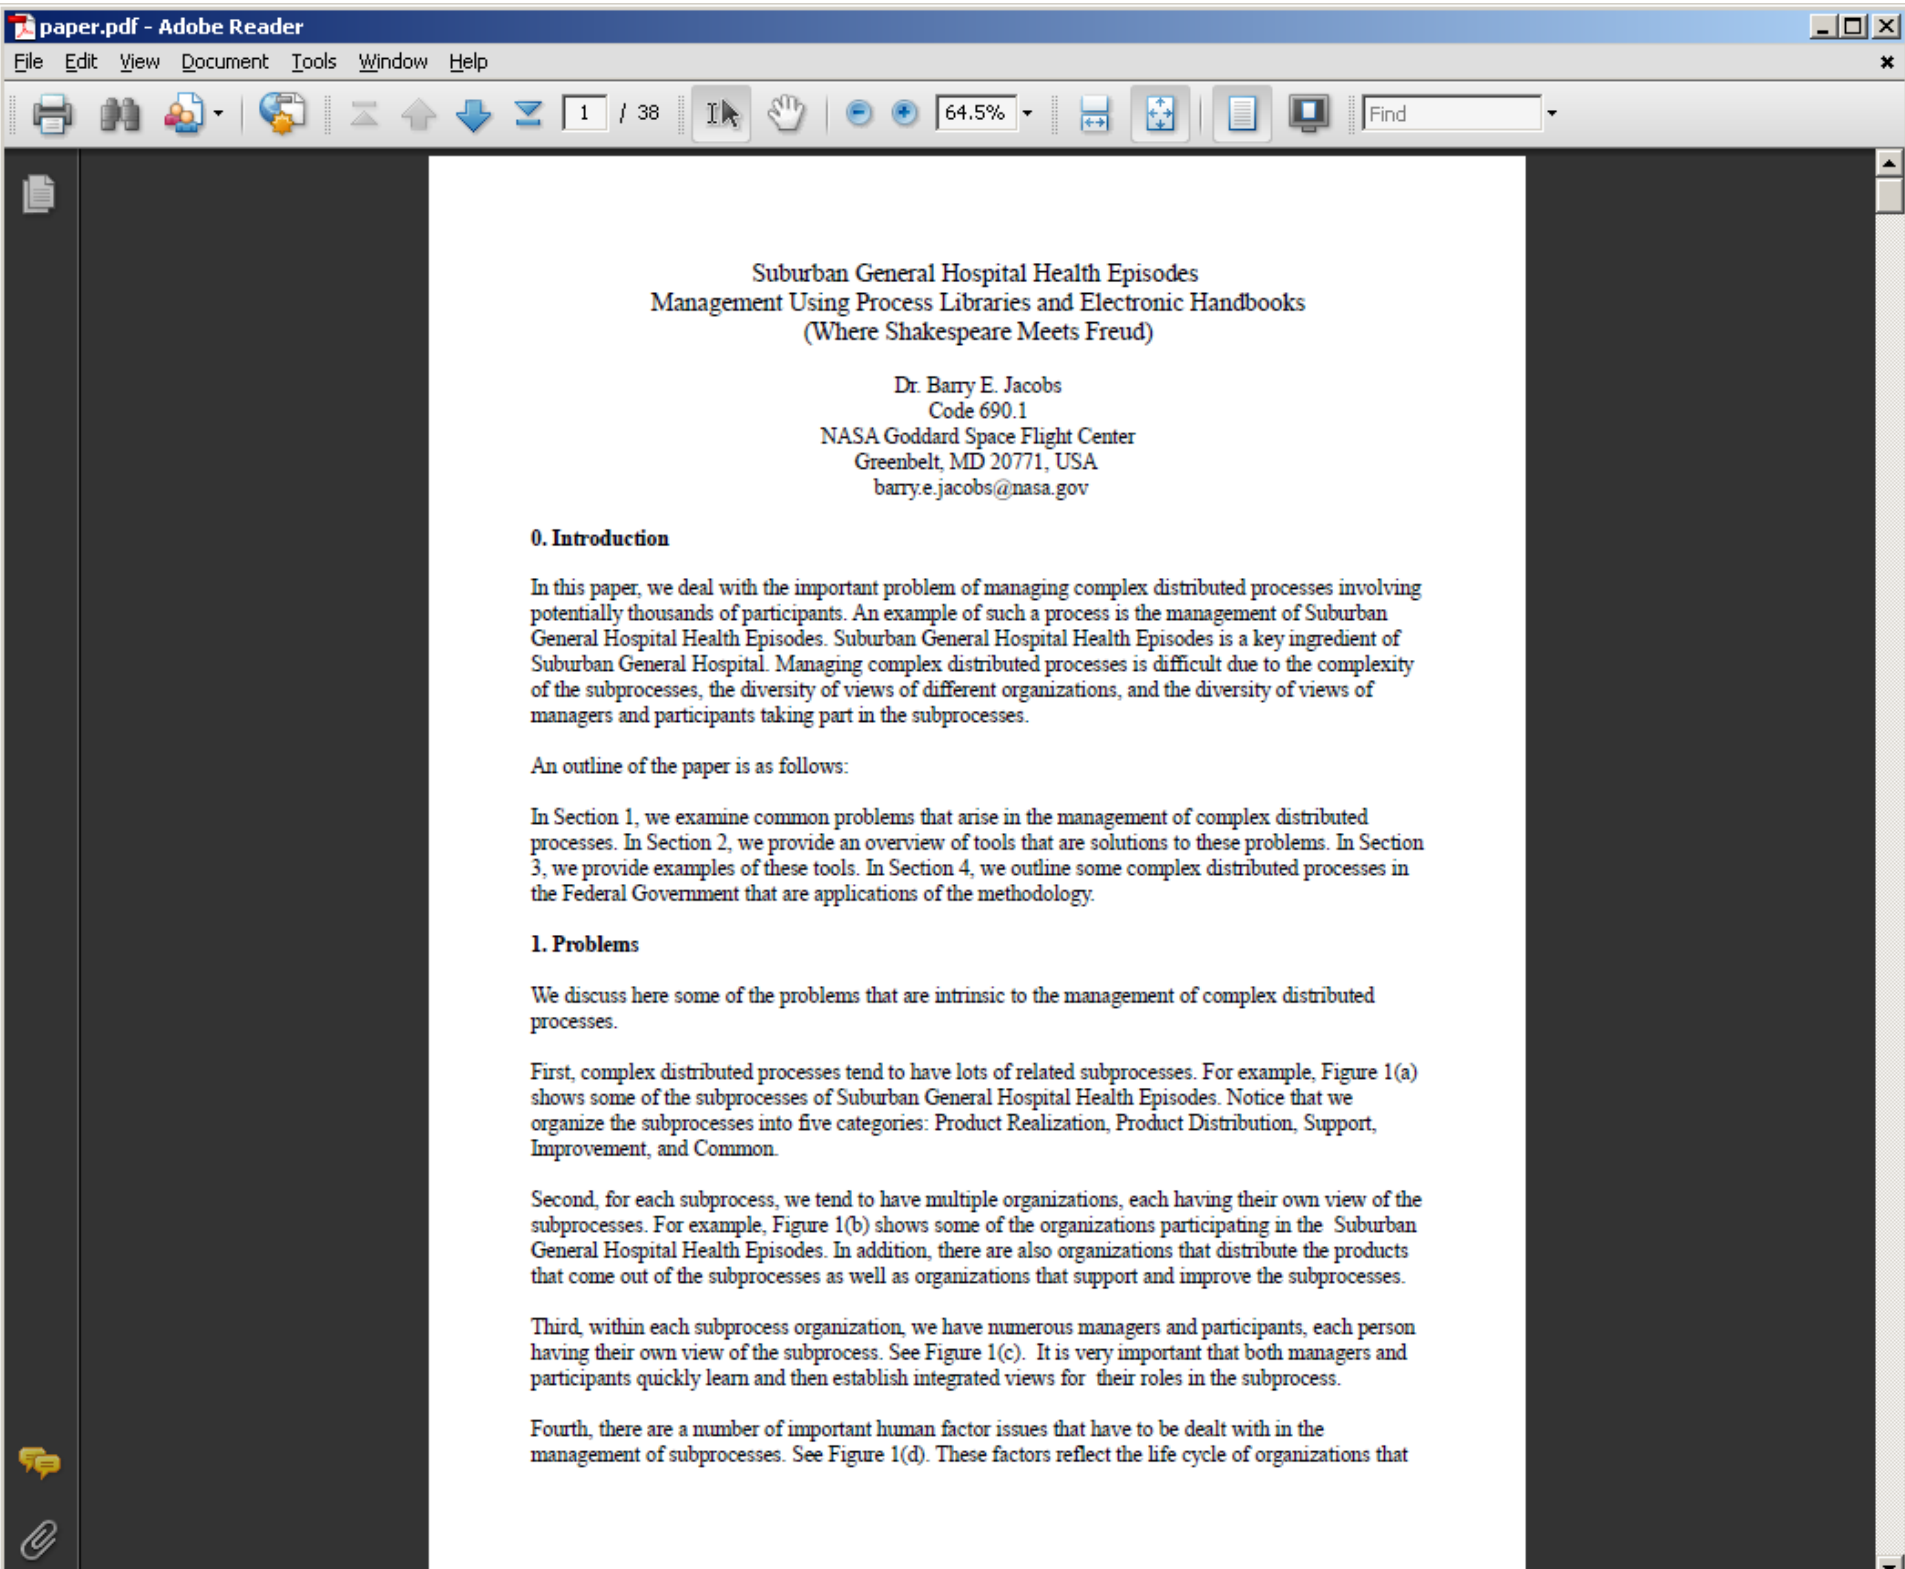 paper.pdf - Adobe Reader
File Edit View Document Tools Window Help
1 / 38 64.5% Find
Suburban General Hospital Health Episodes
Management Using Process Libraries and Electronic Handbooks
(Where Shakespeare Meets Freud)
Dr. Barry E. Jacobs
Code 690.1
NASA Goddard Space Flight Center
Greenbelt, MD 20771, USA
barry.e.jacobs@nasa.gov
0. Introduction
In this paper, we deal with the important problem of managing complex distributed processes involving
potentially thousands of participants. An example of such a process is the management of Suburban
General Hospital Health Episodes. Suburban General Hospital Health Episodes is a key ingredient of
Suburban General Hospital. Managing complex distributed processes is difficult due to the complexity
of the subprocesses, the diversity of views of different organizations, and the diversity of views of
managers and participants taking part in the subprocesses.
An outline of the paper is as follows:
In Section 1, we examine common problems that arise in the management of complex distributed
processes. In Section 2, we provide an overview of tools that are solutions to these problems. In Section
3, we provide examples of these tools. In Section 4, we outline some complex distributed processes in
the Federal Government that are applications of the methodology.
1. Problems
We discuss here some of the problems that are intrinsic to the management of complex distributed
processes.
First, complex distributed processes tend to have lots of related subprocesses. For example, Figure 1(a)
shows some of the subprocesses of Suburban General Hospital Health Episodes. Notice that we
organize the subprocesses into five categories: Product Realization, Product Distribution, Support,
Improvement, and Common.
Second, for each subprocess, we tend to have multiple organizations, each having their own view of the
subprocesses. For example, Figure 1(b) shows some of the organizations participating in the Suburban
General Hospital Health Episodes. In addition, there are also organizations that distribute the products
that come out of the subprocesses as well as organizations that support and improve the subprocesses.
Third, within each subprocess organization, we have numerous managers and participants, each person
having their own view of the subprocess. See Figure 1(c). It is very important that both managers and
participants quickly learn and then establish integrated views for their roles in the subprocess.
Fourth, there are a number of important human factor issues that have to be dealt with in the
management of subprocesses. See Figure 1(d). These factors reflect the life cycle of organizations that